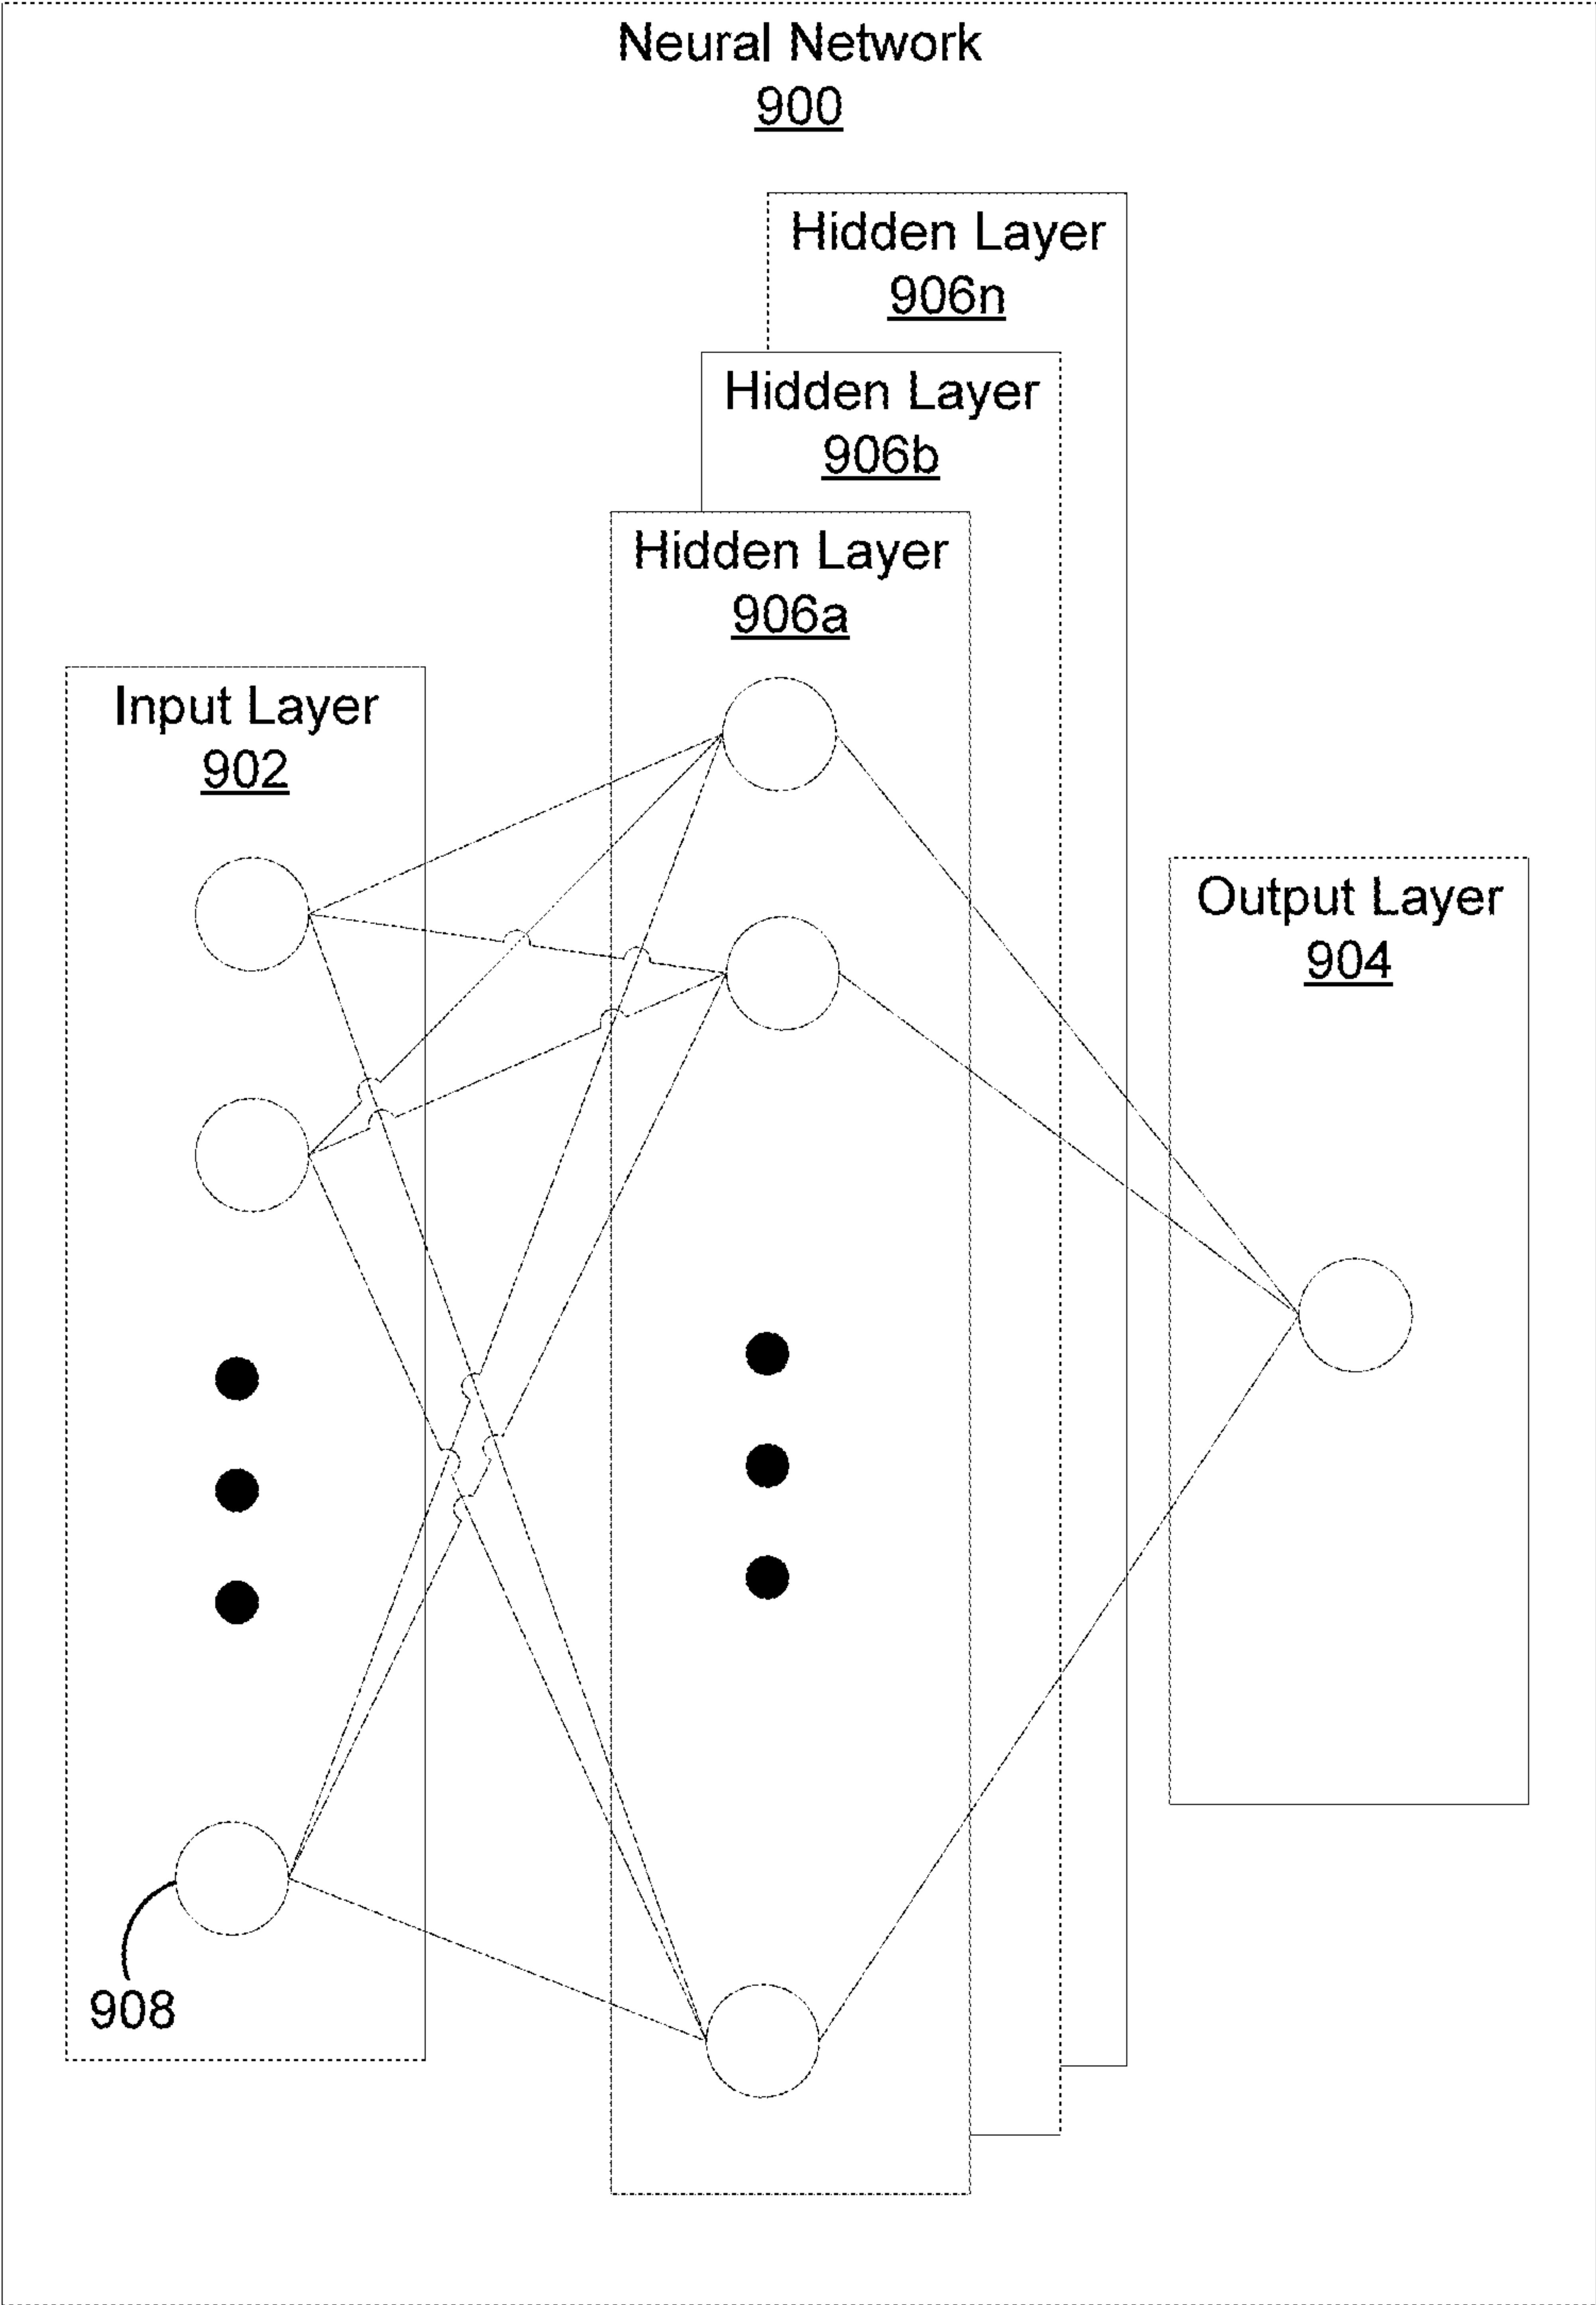 Neural Network
900
Hidden Layer
906n
Hidden Layer
906b
Hidden Layer
906a
Input Layer
902
Output Layer
904
908